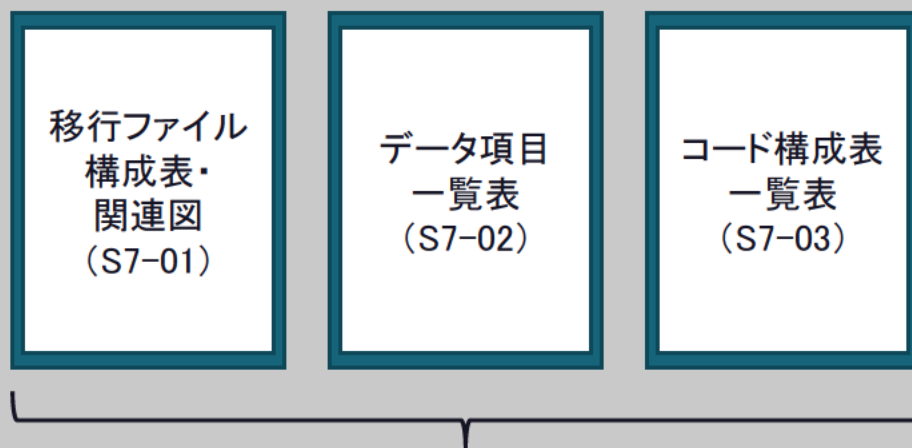 移行ファイル
構成表・
関連図
（S7-01）
データ項目
一覧表
（S7-02）
コード構成表
一覧表
（S7-03）